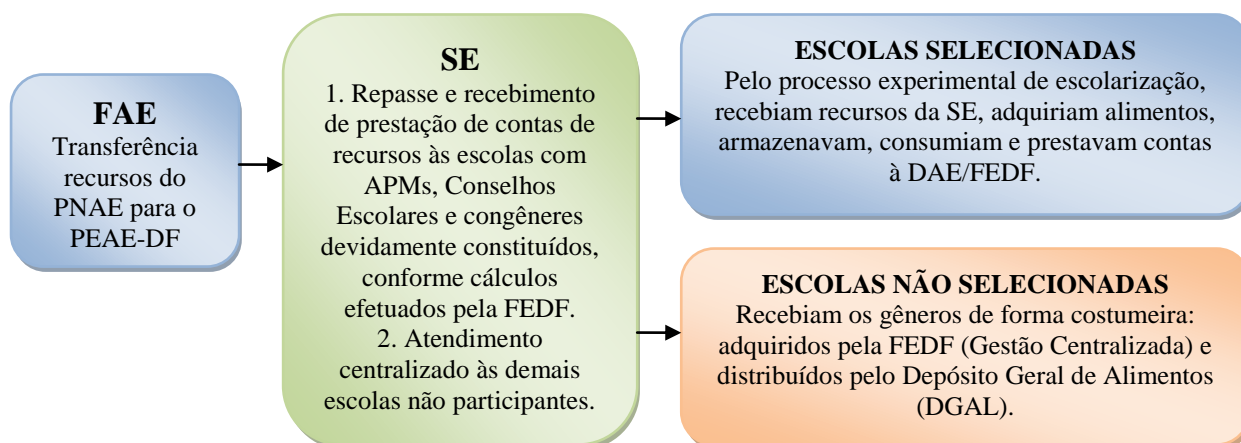 FAE
Transferência
recursos do
PNAE para o
PEAE-DF
SE
1. Repasse e recebimento
de prestação de contas de
recursos às escolas com
APMs, Conselhos
Escolares e congêneres
devidamente constituídos,
conforme cálculos
efetuados pela FEDF.
2. Atendimento
centralizado às demais
escolas não participantes.
ESCOLAS SELECIONADAS
Pelo processo experimental de escolarização,
recebiam recursos da SE, adquiriam alimentos,
armazenavam, consumiam e prestavam contas
à DAE/FEDF.
ESCOLAS NÃO SELECIONADAS
Recebiam os gêneros de forma costumeira:
adquiridos pela FEDF (Gestão Centralizada) e
distribuídos pelo Depósito Geral de Alimentos
(DGAL).